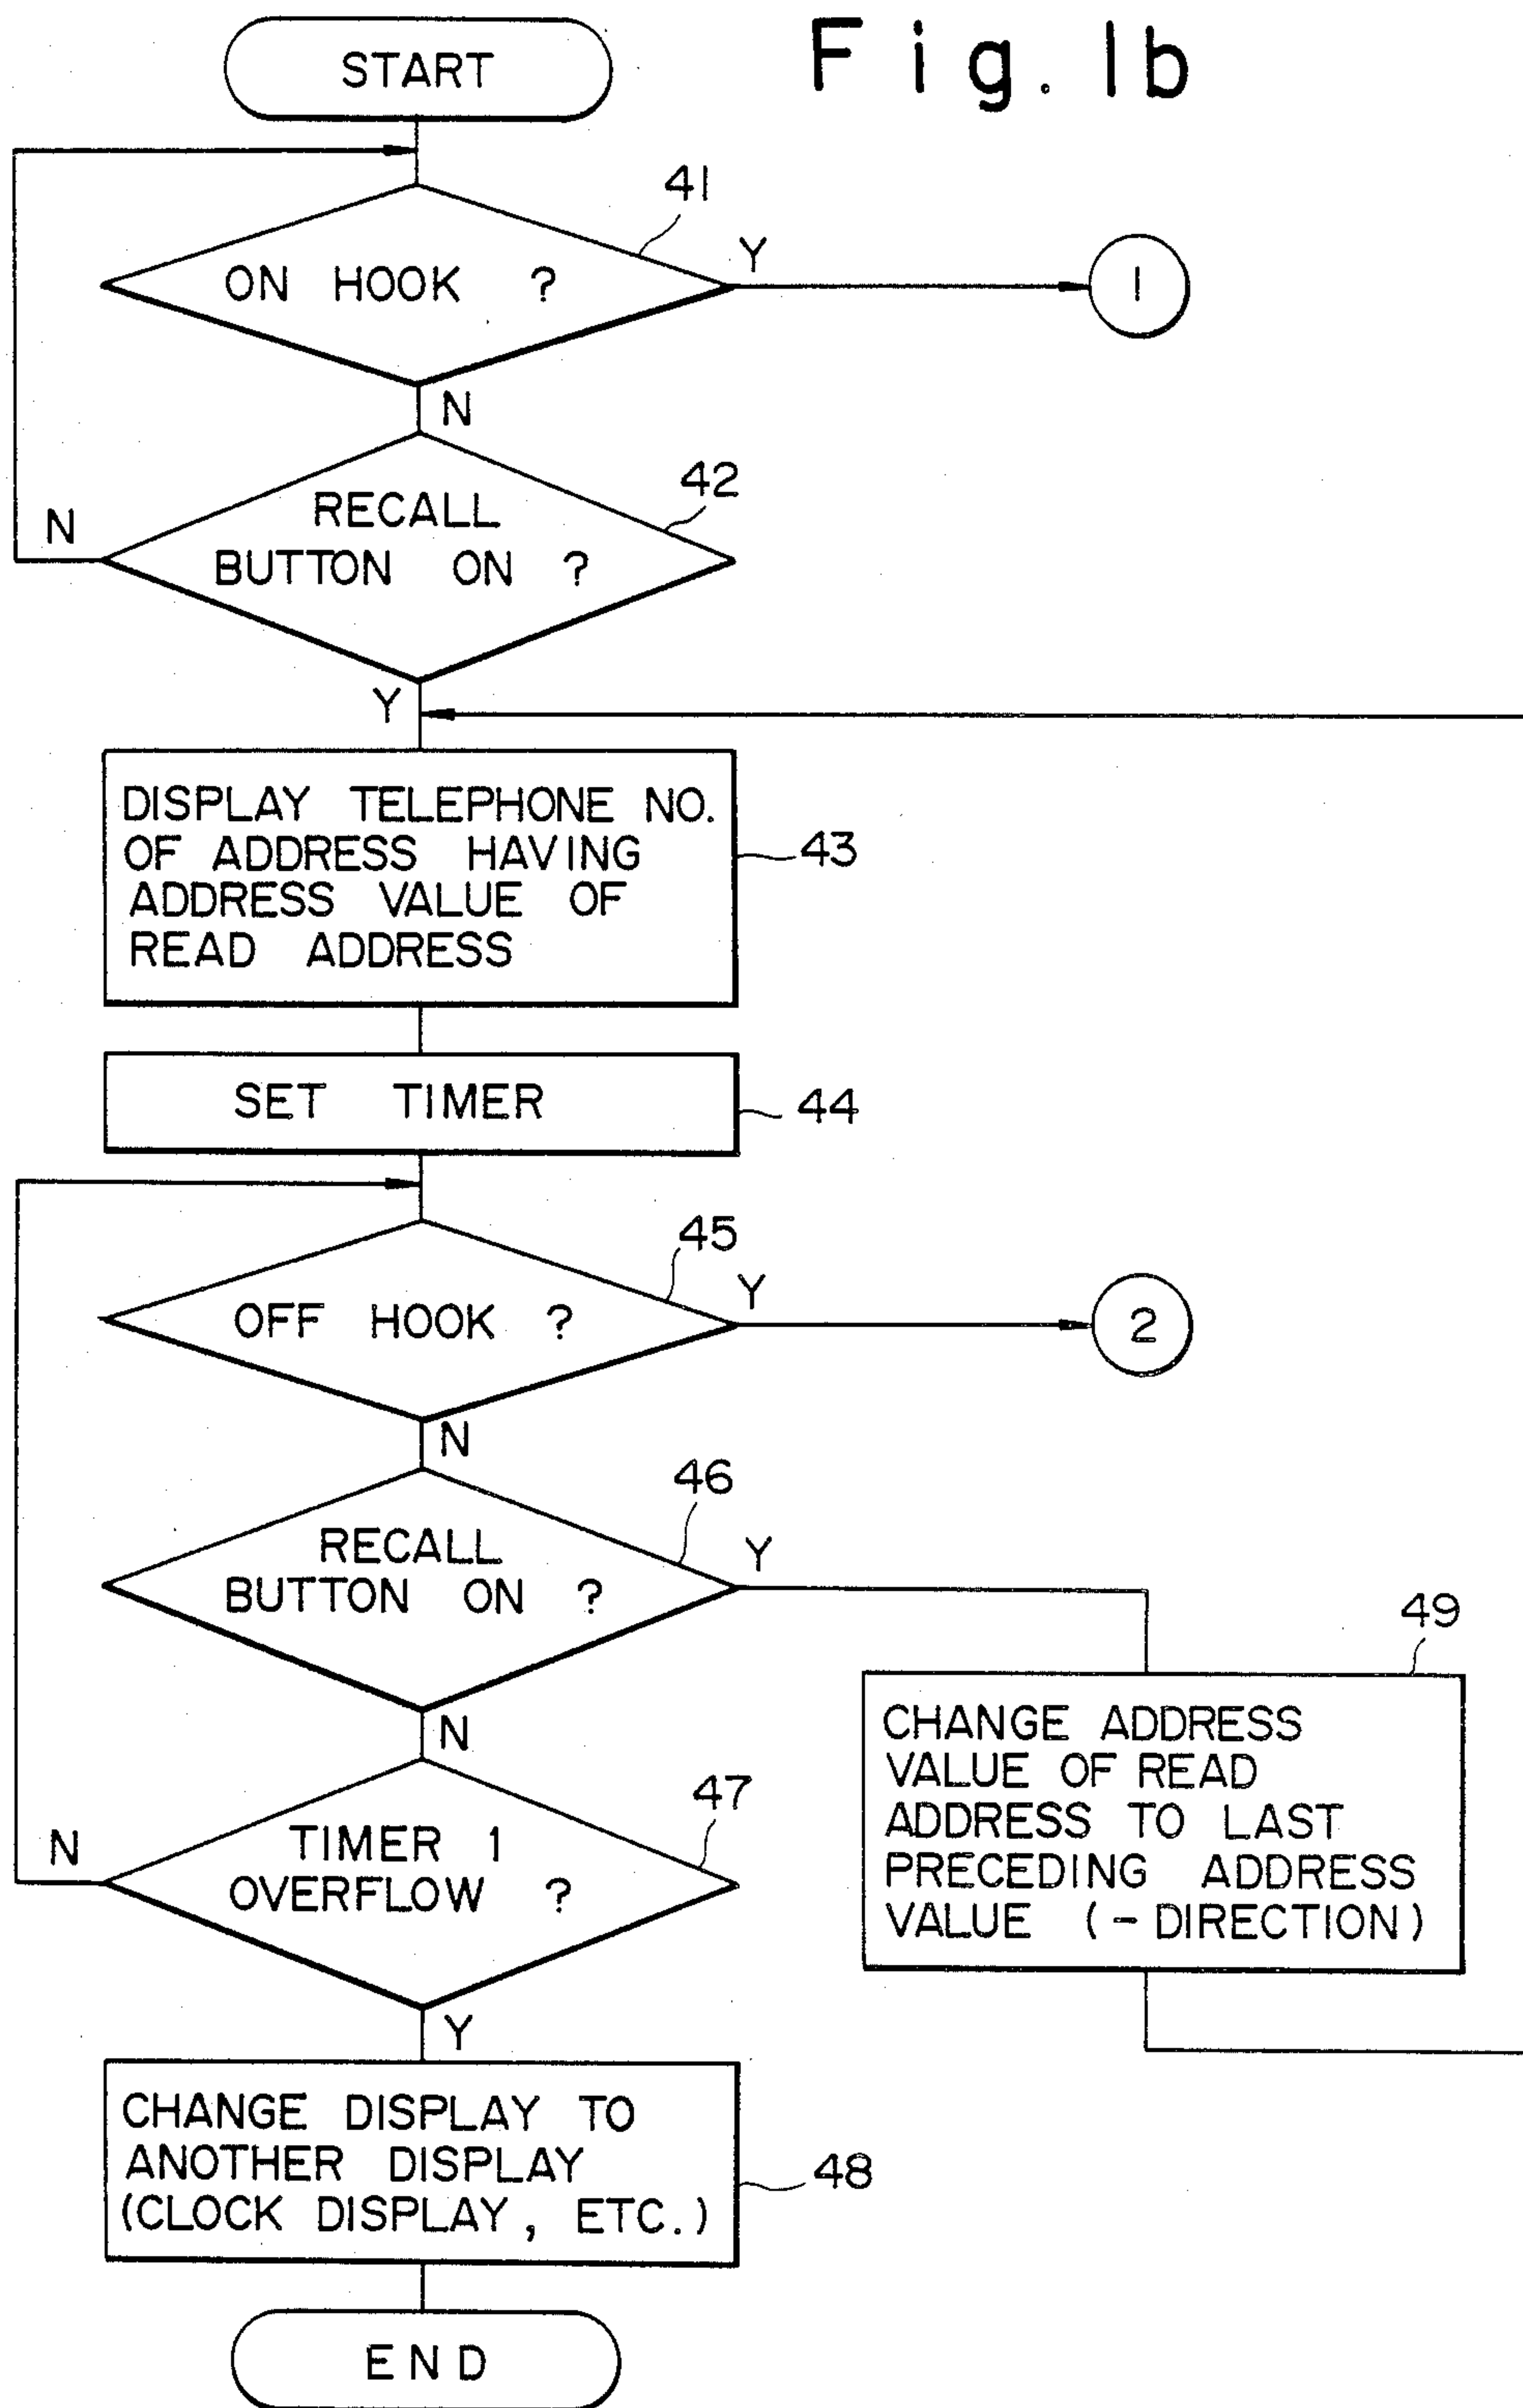 START
Fig. 1b
41
ON HOOK ?
Y
1
N
42
RECALL
BUTTON ON ?
N
Y
DISPLAY TELEPHONE NO.
OF ADDRESS HAVING
ADDRESS VALUE OF
READ ADDRESS
43
SET TIMER
44
45
OFF HOOK ?
Y
2
N
46
RECALL
BUTTON ON ?
Y
49
CHANGE ADDRESS
VALUE OF READ
ADDRESS TO LAST
PRECEDING ADDRESS
VALUE (- DIRECTION)
N
47
TIMER 1
OVERFLOW ?
N
Y
CHANGE DISPLAY TO
ANOTHER DISPLAY
(CLOCK DISPLAY, ETC.)
48
END